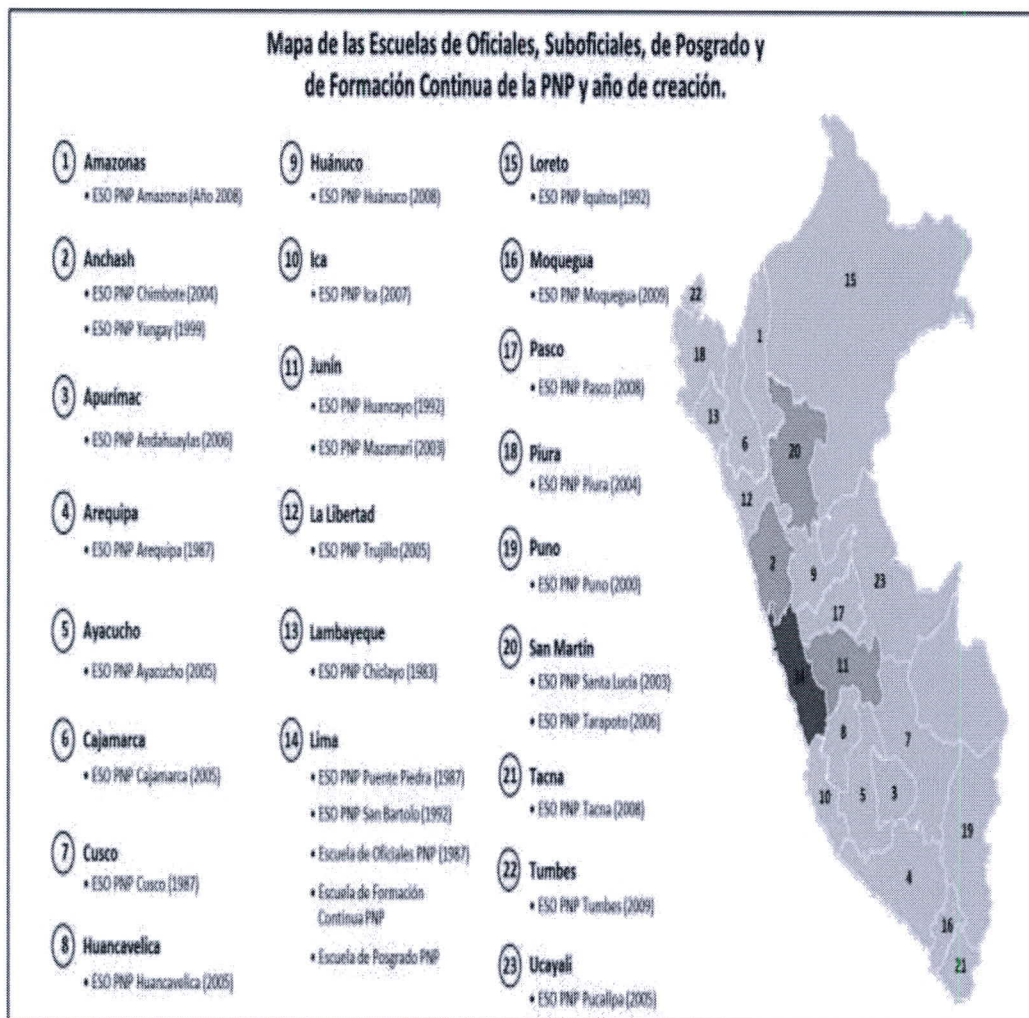 Mapa de las Escuelas de Oficiales, Suboficiales, de Posgrado y
de Formación Continua de la PNP y año de creación.
1 Amazonas
• ESO PNP Amazonas (Año 2008)
2 Anchash
• ESO PNP Chimbote (2004)
• ESO PNP Yungay (1999)
3 Apurímac
• ESO PNP Andahuaylas (2006)
4 Arequipa
• ESO PNP Arequipa (1987)
5 Ayacucho
• ESO PNP Ayacucho (2005)
6 Cajamarca
• ESO PNP Cajamarca (2005)
7 Cusco
• ESO PNP Cusco (1987)
8 Huancavelica
• ESO PNP Huancavelica (2005)
9 Huánuco
• ESO PNP Huánuco (2008)
10 Ica
• ESO PNP Ica (2007)
11 Junín
• ESO PNP Huancayo (1992)
• ESO PNP Mazamari (2003)
12 La Libertad
• ESO PNP Trujillo (2005)
13 Lambayeque
• ESO PNP Chiclayo (1983)
14 Lima
• ESO PNP Puente Piedra (1987)
• ESO PNP San Bartolo (1992)
• Escuela de Oficiales PNP (1987)
• Escuela de Formación
Continua PNP
• Escuela de Posgrado PNP
15 Loreto
• ESO PNP Iquitos (1992)
16 Moquegua
• ESO PNP Moquegua (2009)
17 Pasco
• ESO PNP Pasco (2008)
18 Piura
• ESO PNP Piura (2004)
19 Puno
• ESO PNP Puno (2000)
20 San Martín
• ESO PNP Santa Lucía (2003)
• ESO PNP Tarapoto (2006)
21 Tacna
• ESO PNP Tacna (2008)
22 Tumbes
• ESO PNP Tumbes (2009)
23 Ucayali
• ESO PNP Pucallpa (2005)
22
15
1
18
13
6
20
12
2
9
23
17
14
11
8
7
10
5
3
19
4
16
21